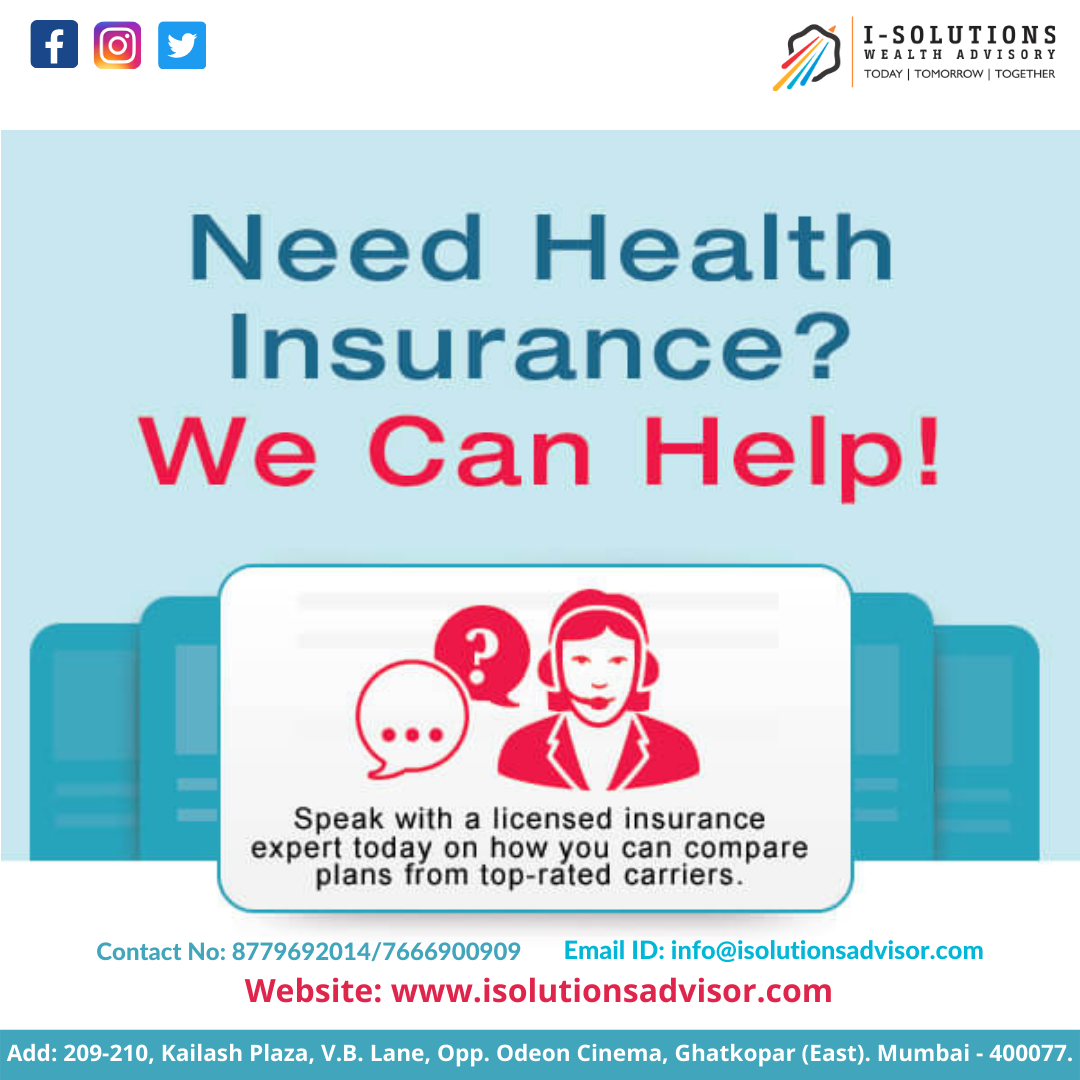 I-SOLUTIONS
WEALTH ADVISORY
TODAY | TOMORROW | TOGETHER
Need Health
Insurance?
We Can Help!
?
Speak with a licensed insurance
expert today on how you can compare
plans from top-rated carriers.
Contact No: 8779692014/7666900909
Email ID: info@isolutionsadvisor.com
Website: www.isolutionsadvisor.com
Add: 209-210, Kailash Plaza, V.B. Lane, Opp. Odeon Cinema, Ghatkopar (East). Mumbai - 400077.